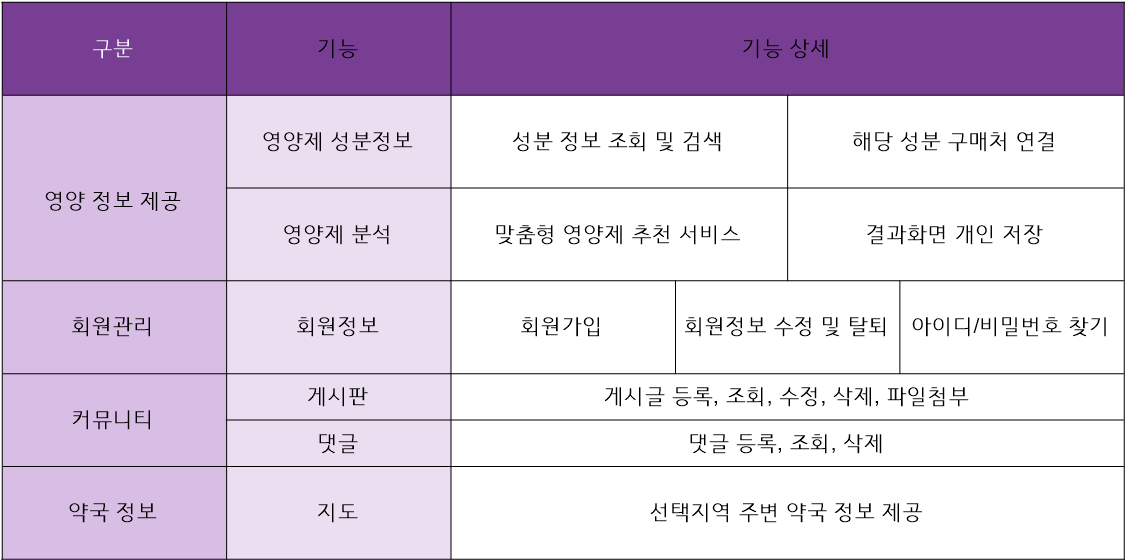 구분 기능 기능 상세
영양 정보 제공 영양제 성분정보 성분 정보 조회 및 검색 해당 성분 구매처 연결
영양제 분석 맞춤형 영양제 추천 서비스 결과화면 개인 저장
회원관리 회원정보 회원가입 회원정보 수정 및 탈퇴 아이디/비밀번호 찾기
커뮤니티 게시판 게시글 등록, 조회, 수정, 삭제, 파일첨부
댓글 댓글 등록, 조회, 삭제
약국 정보 지도 선택지역 주변 약국 정보 제공